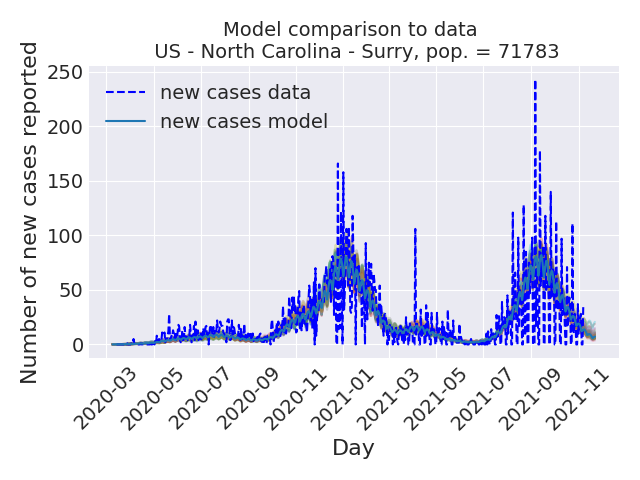 Model comparison to data
US - North Carolina - Surry, pop. = 71783
Number of new cases reported
250
200
150
100
50
0
new cases data
new cases model
2020-03
2020-05
2020-07
2020-09
2020-11
2021-01
2021-03
2021-05
2021-07
2021-09
2021-11
Day